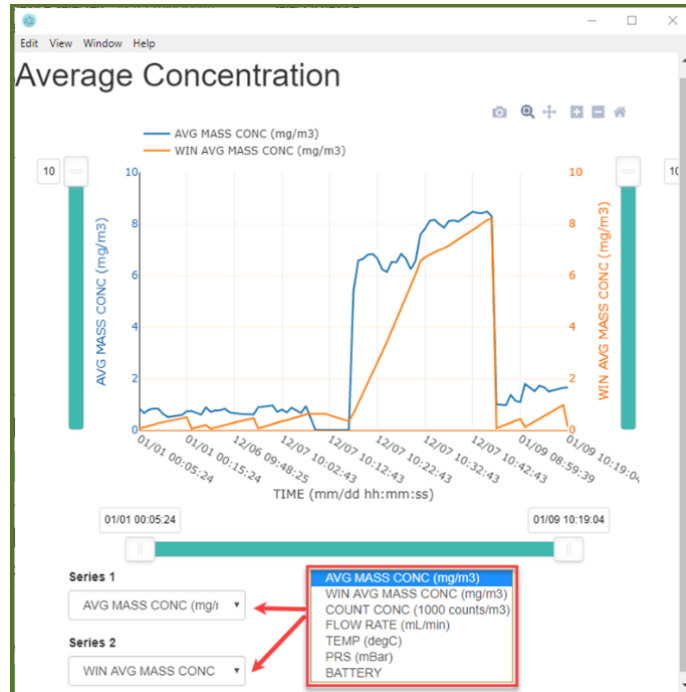 Edit View Window Help
Average Concentration
AVG MASS CONC (mg/m3)
WIN AVG MASS CONC (mg/m3)
10
10
10
10
8
8
6
6
4
4
2
2
0
0
AVG MASS CONC (mg/m3)
WIN AVG MASS CONC (mg/m3)
01/01 00:05:24
01/01 00:15:24
12/06 09:48:25
12/07 10:02:43
12/07 10:12:43
12/07 10:22:43
12/07 10:32:43
12/07 10:42:43
01/09 08:59:39
01/09 10:19:04
TIME (mm/dd hh:mm:ss)
01/01 00:05:24
01/09 10:19:04
Series 1
AVG MASS CONC (mg/r
Series 2
WIN AVG MASS CONC
AVG MASS CONC (mg/m3)
WIN AVG MASS CONC (mg/m3)
COUNT CONC (1000 counts/m3)
FLOW RATE (mL/min)
TEMP (degC)
PRS (mBar)
BATTERY